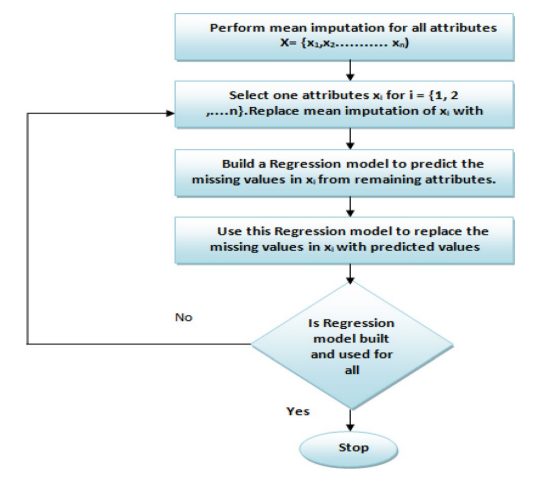 Perform mean imputation for all attributes
X= {x₁,x₂........... xₙ)
Select one attributes xᵢ for i = {1, 2
,....n}.Replace mean imputation of xᵢ with
Build a Regression model to predict the
missing values in xᵢ from remaining attributes.
Use this Regression model to replace the
missing values in xᵢ with predicted values
Is Regression
model built
and used for
all
No
Yes
Stop